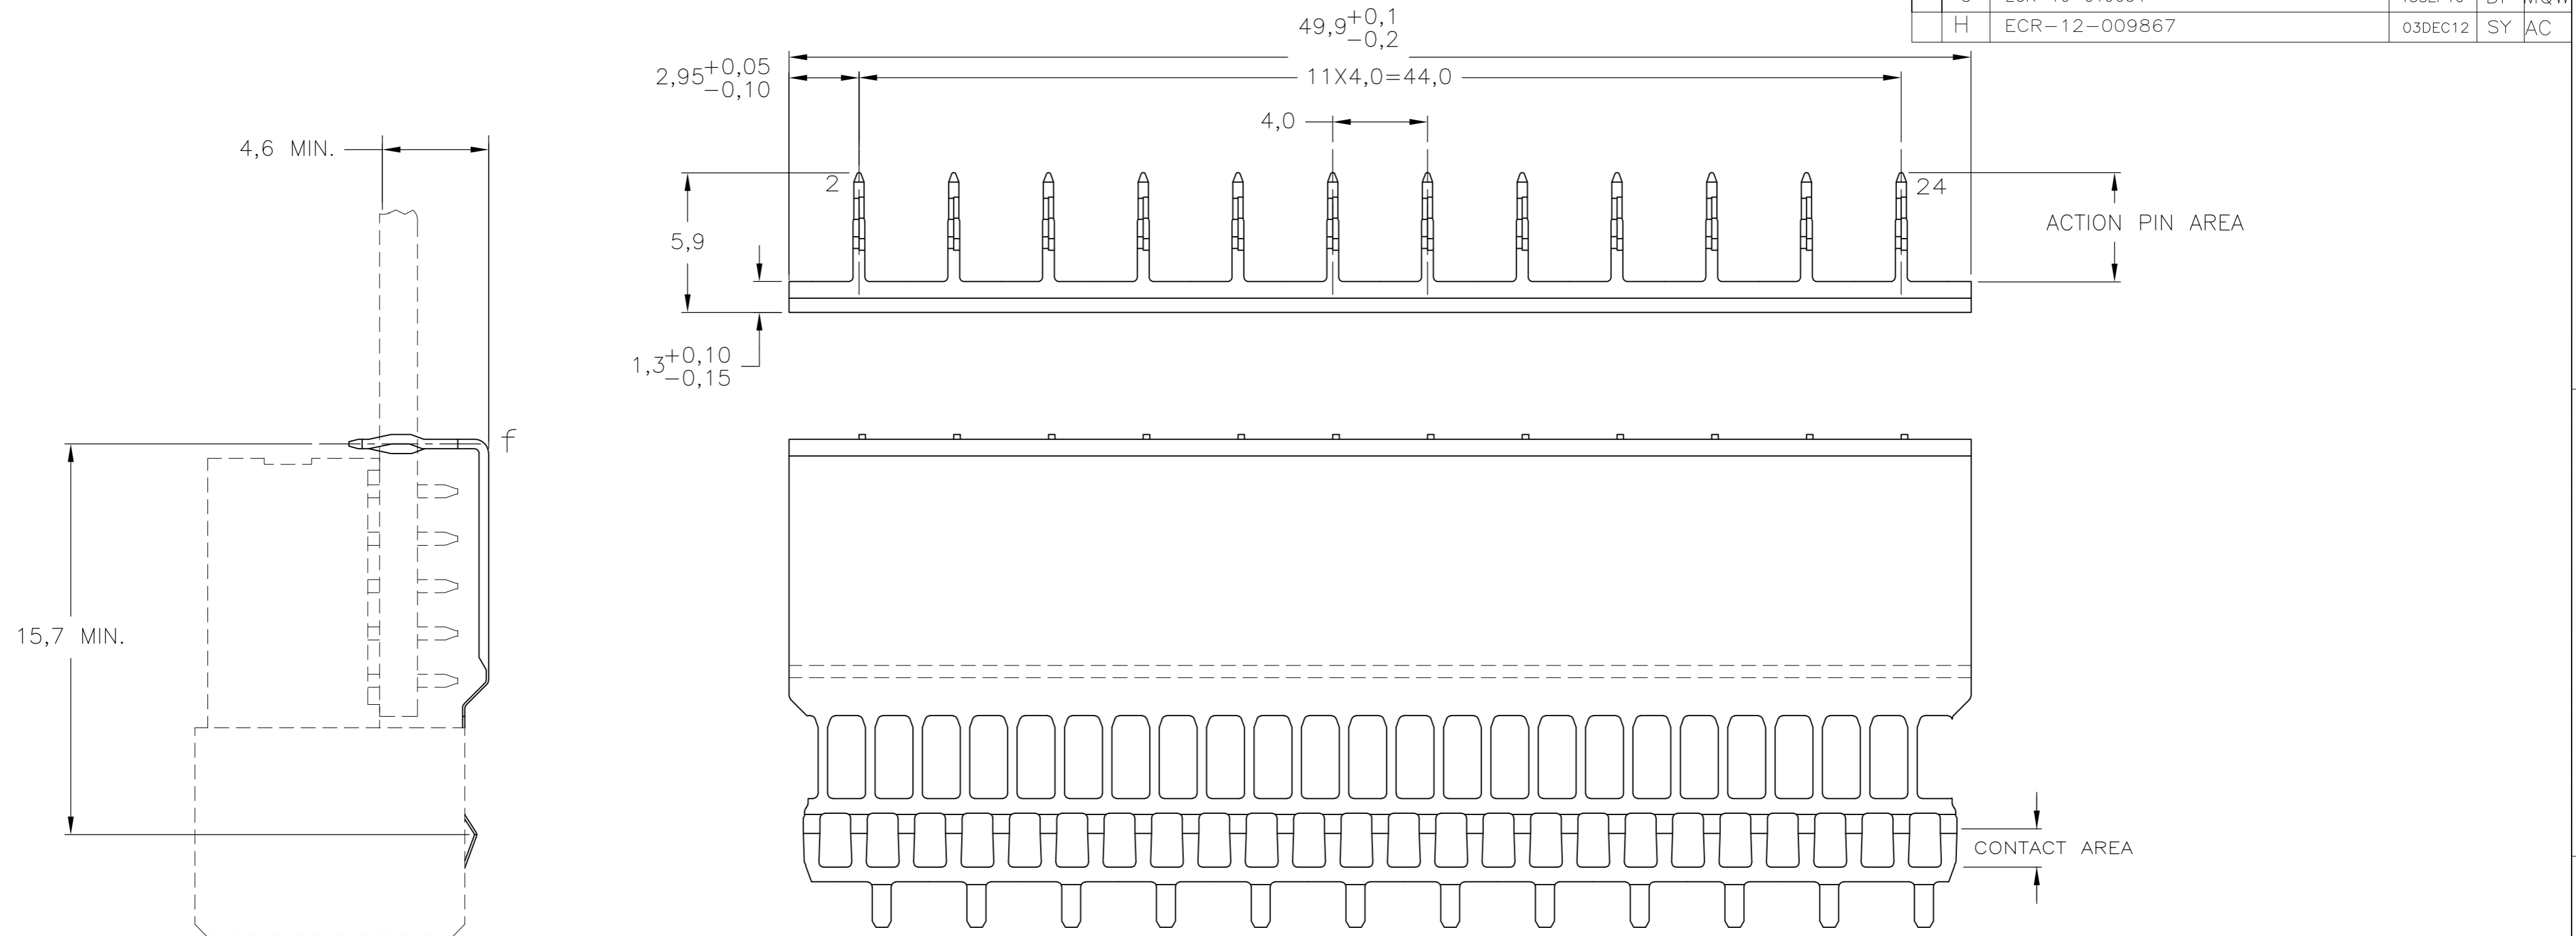 H ECR-12-009867 03DEC12 SY AC
49,9+0,1
-0,2
2,95+0,05
-0,10
11X4,0=44,0
4,0
4,6 MIN.
2
24
5,9
ACTION PIN AREA
1,3+0,10
-0,15
f
15,7 MIN.
CONTACT AREA